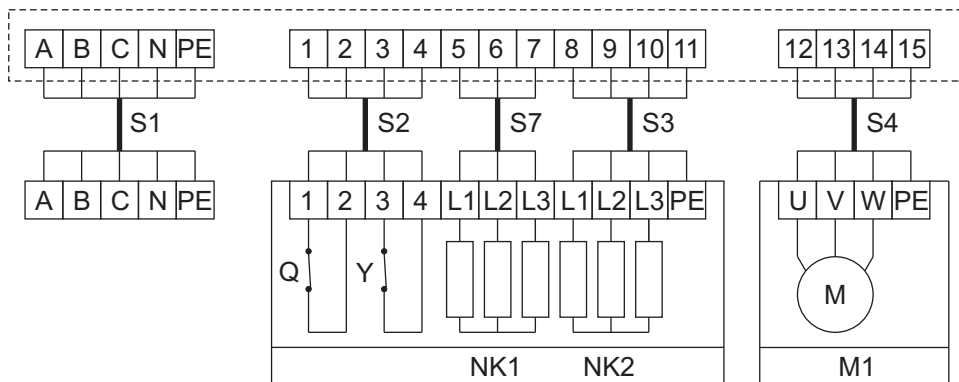 A B C N PE 1 2 3 4 5 6 7 8 9 10 11 12 13 14 15
S1 S2 S7 S3 S4
A B C N PE 1 2 3 4 L1 L2 L3 L1 L2 L3 PE U V W PE
Q Y M
NK1 NK2 M1